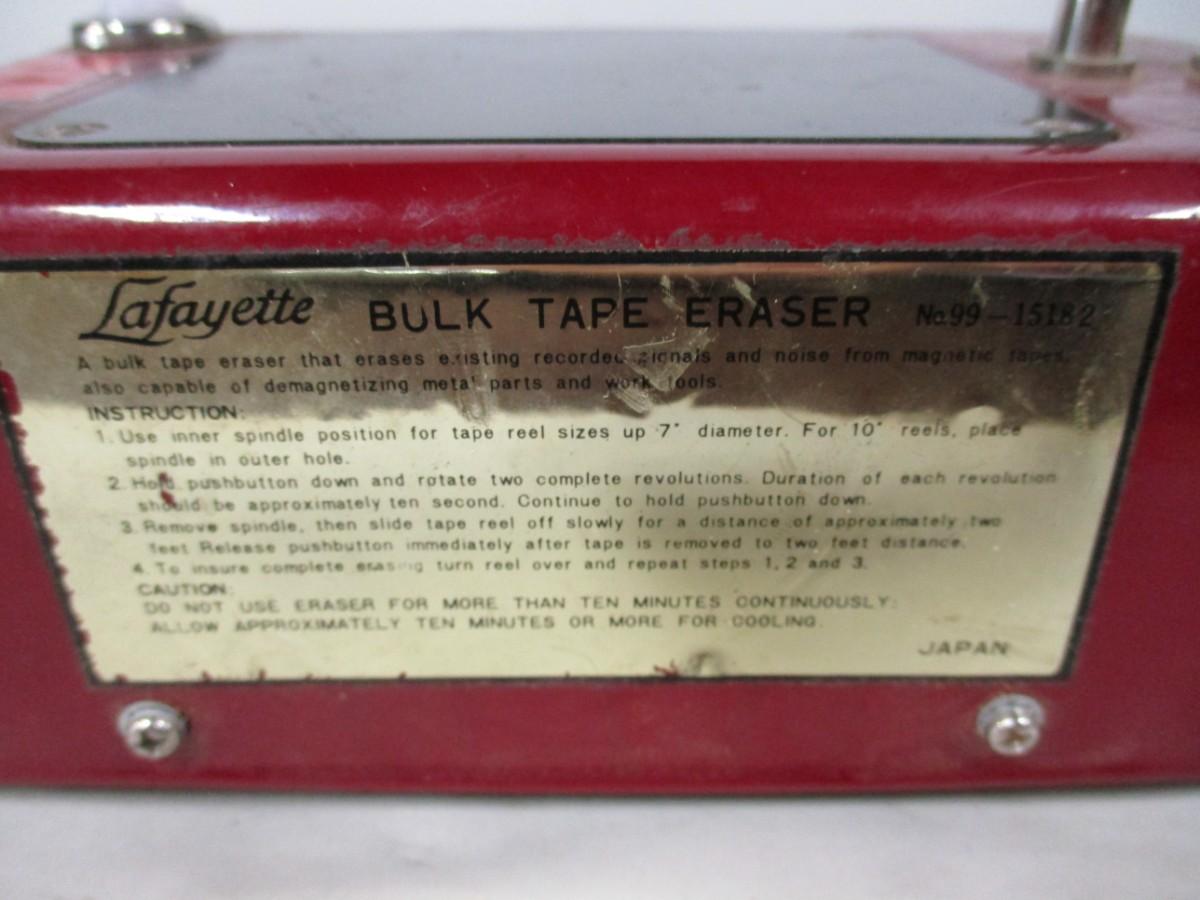 Lafayette BULK TAPE ERASER No.99-15182
A bulk tape eraser that erases existing recorded signals and noise from magnetic tapes,
also capable of demagnetizing metal parts and work tools.
INSTRUCTION:
1. Use inner spindle position for tape reel sizes up 7" diameter. For 10" reels, place
spindle in outer hole.
2. Hold pushbutton down and rotate two complete revolutions. Duration of each revolution
should be approximately ten second. Continue to hold pushbutton down.
3. Remove spindle, then slide tape reel off slowly for a distance of approximately two
feet Release pushbutton immediately after tape is removed to two feet distance.
4. To insure complete erasing turn reel over and repeat steps 1, 2 and 3.
CAUTION:
DO NOT USE ERASER FOR MORE THAN TEN MINUTES CONTINUOUSLY:
ALLOW APPROXIMATELY TEN MINUTES OR MORE FOR COOLING.
JAPAN